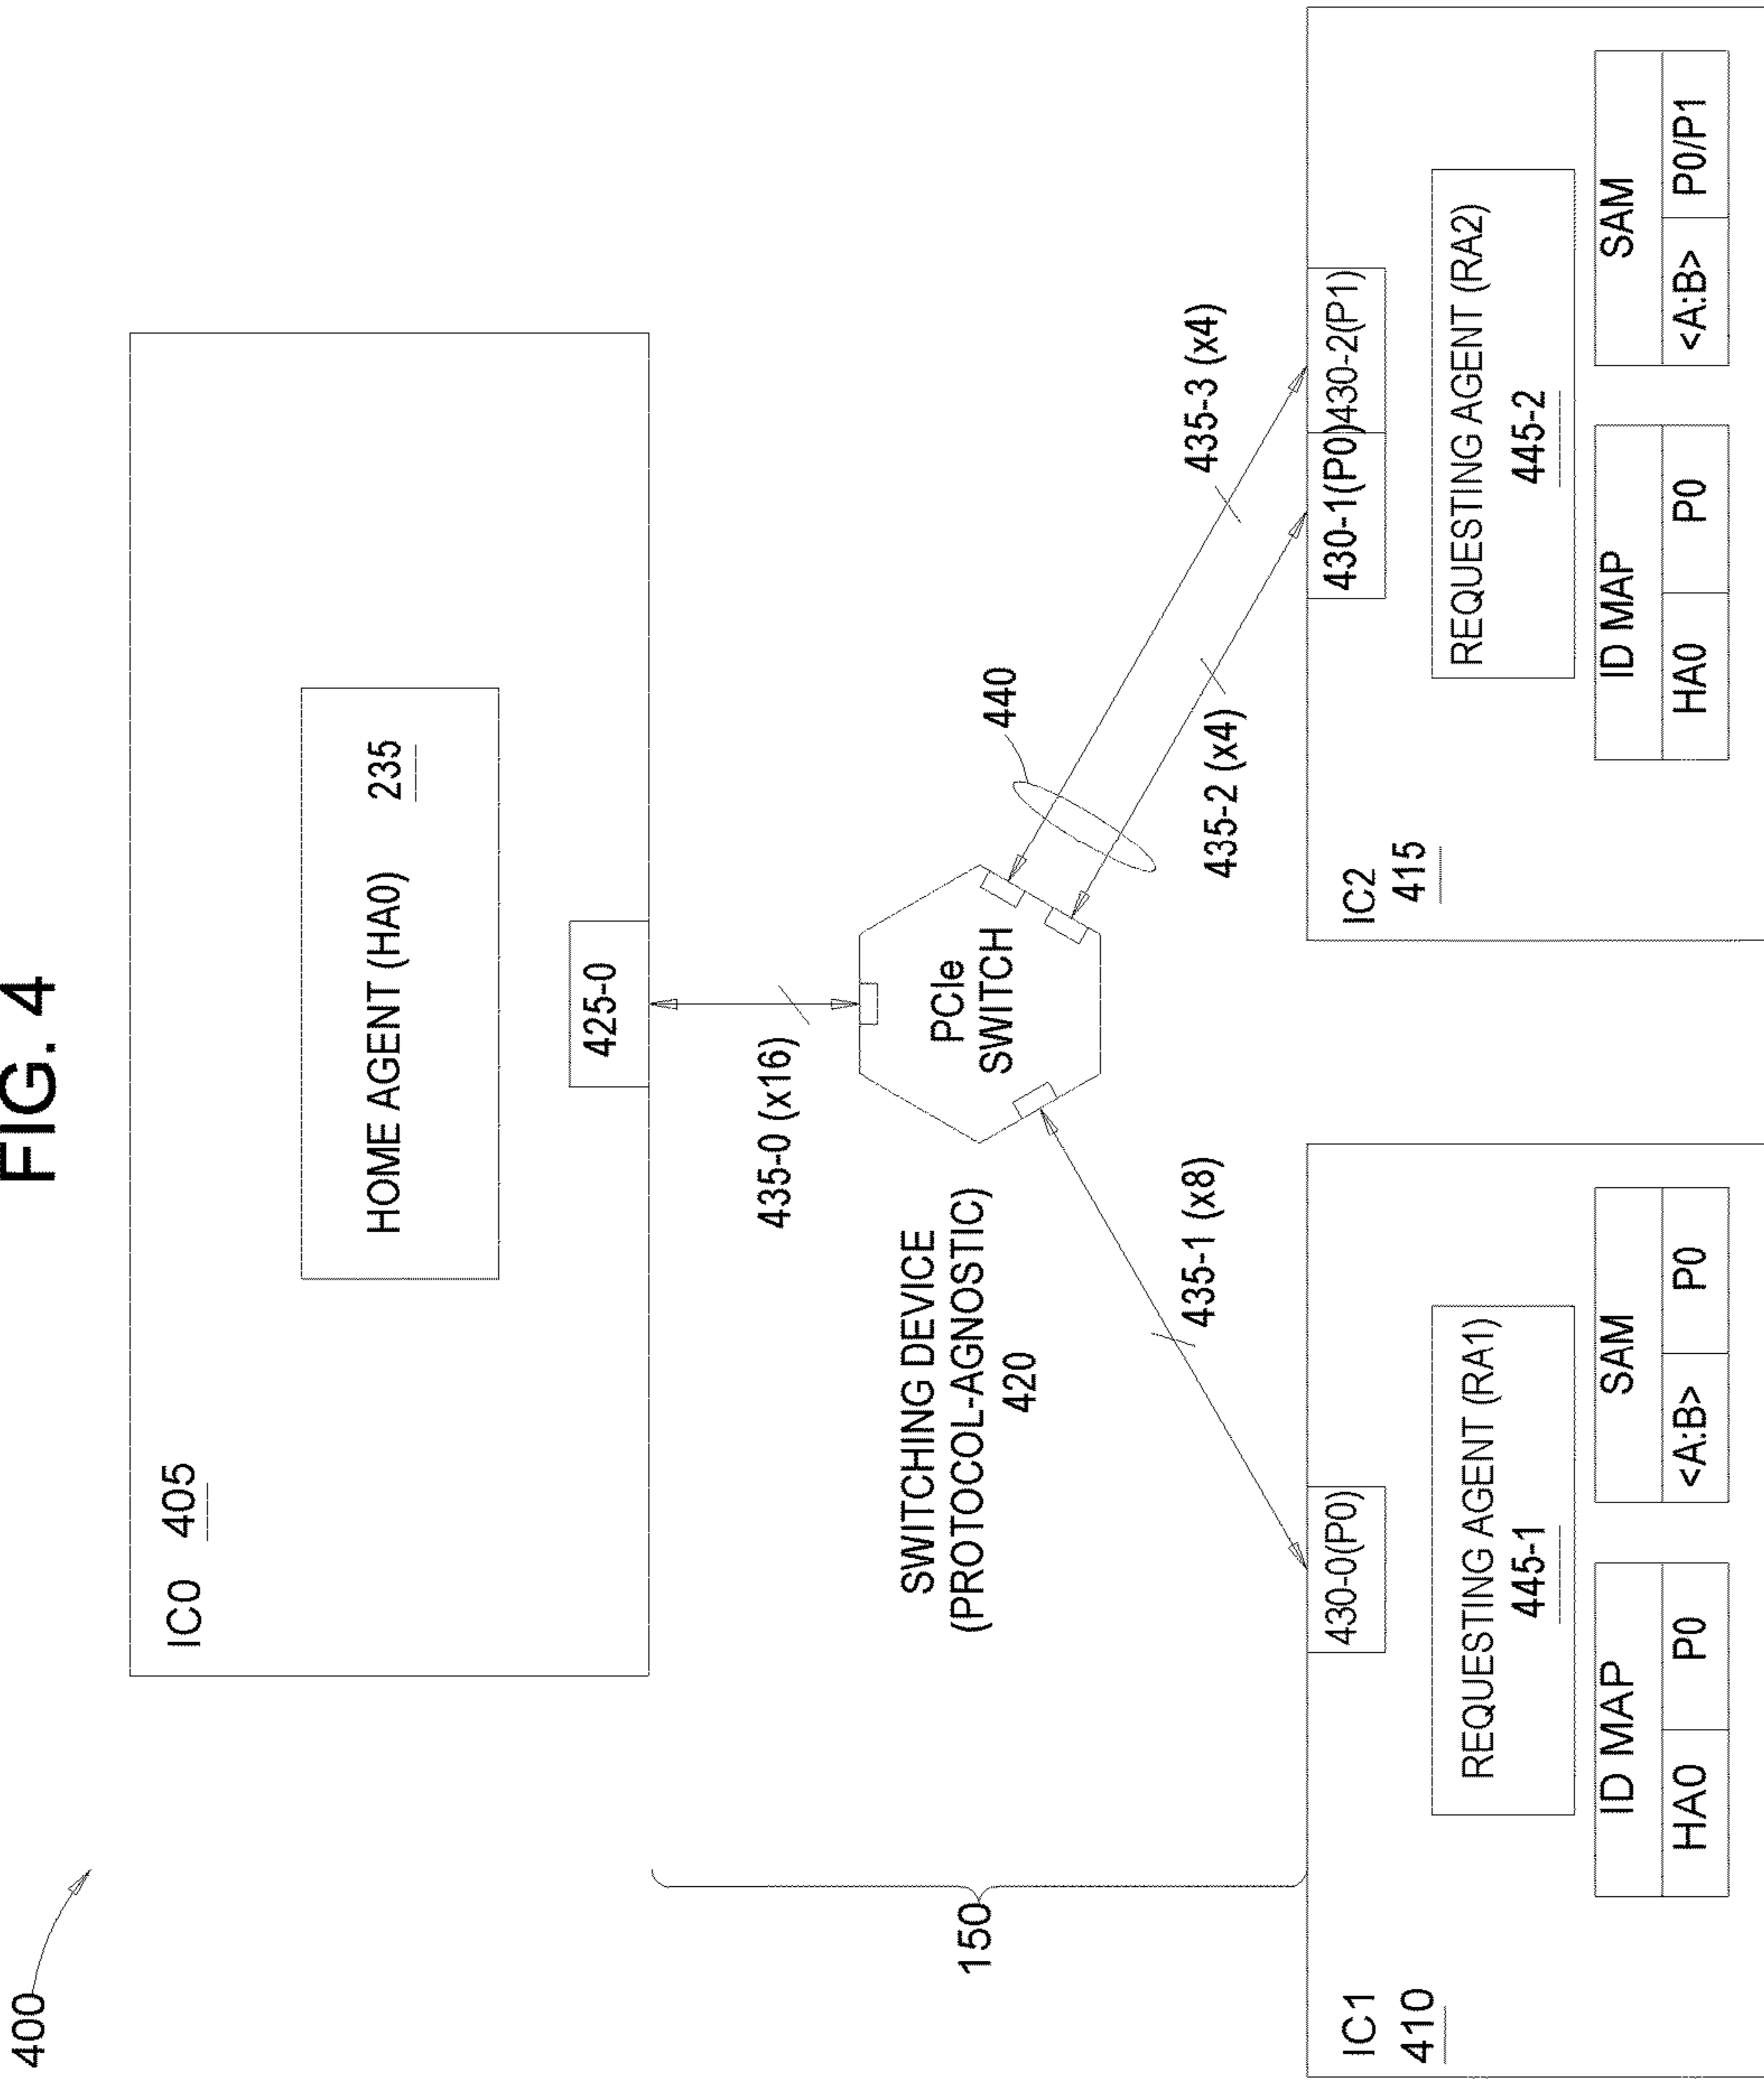 FIG. 4
400
IC0 405
HOME AGENT (HA0) 235
425-0
435-0 (x16)
SWITCHING DEVICE
(PROTOCOL-AGNOSTIC)
420
PCIe
SWITCH
440
435-1 (x8)
435-2 (x4)
435-3 (x4)
150
IC1
410
430-0(P0)
REQUESTING AGENT (RA1)
445-1
ID MAP
HA0 P0
SAM
<A:B> P0
IC2
415
430-1(P0) 430-2(P1)
REQUESTING AGENT (RA2)
445-2
ID MAP
HA0 P0
SAM
<A:B> P0/P1